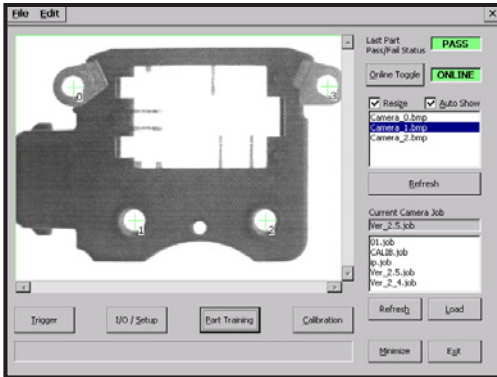 File Edit
Last Part
Pass/Fail Status
PASS
Online Toggle
ONLINE
Resize
Auto Show
Camera_0.bmp
Camera_1.bmp
Camera_2.bmp
Refresh
Current Camera Job
Ver_2.5.job
01.job
CALIB.job
ip.job
Ver_2.5.job
Ver_2_4.job
Refresh
Load
Minimize
Exit
0
3
1
2
Trigger
I/O / Setup
Part Training
Calibration